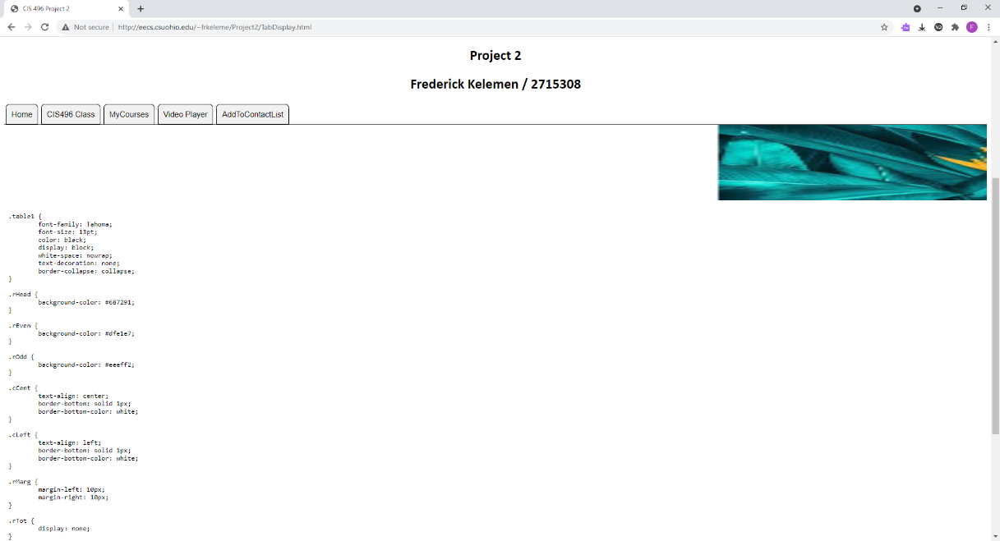 CIS 496 Project 2
Not secure
http://eecs.csuohio.edu/~frkeleme/Project2/TabDisplay.html
F
Project 2
Frederick Kelemen / 2715308
Home
CIS496 Class
MyCourses
Video Player
AddToContactList
.table1 {
font-family: Tahoma;
font-size: 13pt;
color: black;
display: block;
white-space: nowrap;
text-decoration: none;
border-collapse: collapse;
}
.rHead {
background-color: #687291;
}
.rEven {
background-color: #dfe1e7;
}
.rOdd {
background-color: #eeeff2;
}
.cCent {
text-align: center;
border-bottom: solid 1px;
border-bottom-color: white;
}
.cLeft {
text-align: left;
border-bottom: solid 1px;
border-bottom-color: white;
}
.rMarg {
margin-left: 10px;
margin-right: 10px;
}
.rTot {
display: none;
}